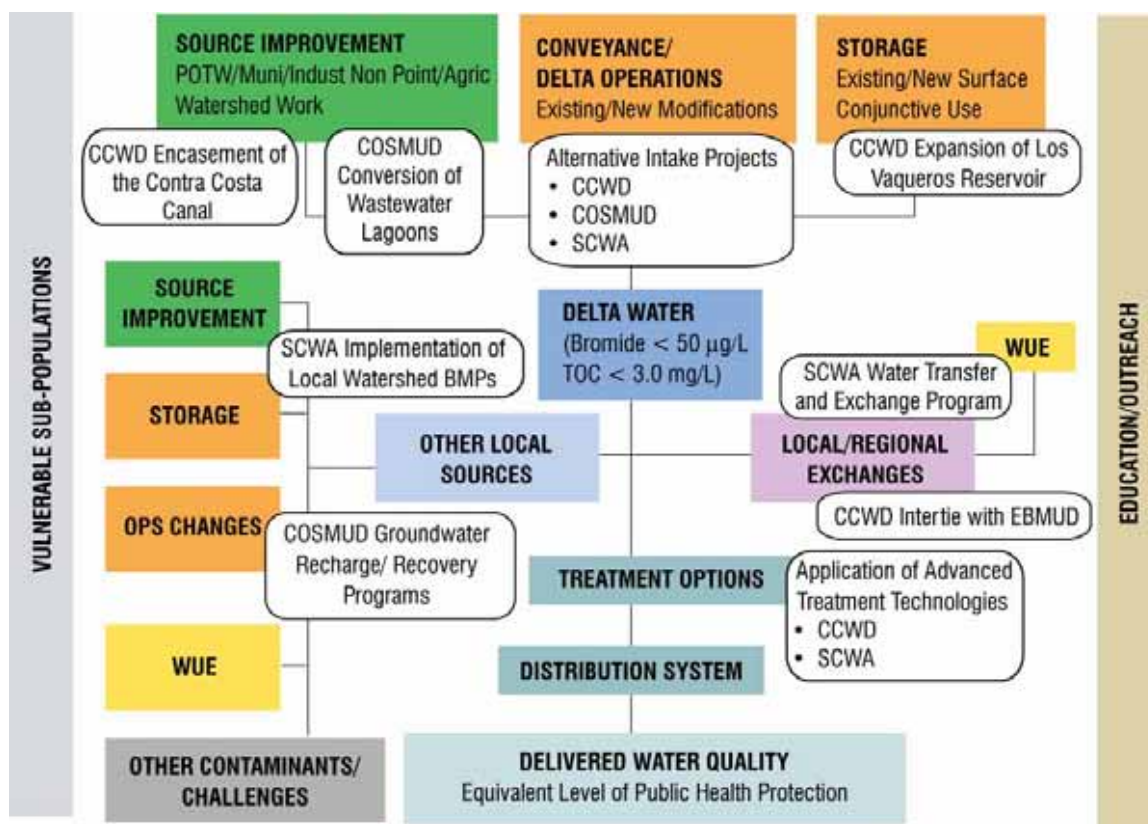 SOURCE IMPROVEMENT
POTW/Muni/Indust Non Point/Agric
Watershed Work
CONVEYANCE/
DELTA OPERATIONS
Existing/New Modifications
STORAGE
Existing/New Surface
Conjunctive Use
CCWD Encasement of
the Contra Costa
Canal
COSMUD
Conversion of
Wastewater
Lagoons
Alternative Intake Projects
• CCWD
• COSMUD
• SCWA
CCWD Expansion of Los
Vaqueros Reservoir
VULNERABLE SUB-POPULATIONS
EDUCATION/OUTREACH
SOURCE
IMPROVEMENT
SCWA Implementation of
Local Watershed BMPs
DELTA WATER
(Bromide < 50 µg/L
TOC < 3.0 mg/L)
WUE
SCWA Water Transfer
and Exchange Program
STORAGE
OTHER LOCAL
SOURCES
LOCAL/REGIONAL
EXCHANGES
CCWD Intertie with EBMUD
OPS CHANGES
COSMUD Groundwater
Recharge/ Recovery
Programs
TREATMENT OPTIONS
Application of Advanced
Treatment Technologies
• CCWD
• SCWA
WUE
DISTRIBUTION SYSTEM
OTHER CONTAMINANTS/
CHALLENGES
DELIVERED WATER QUALITY
Equivalent Level of Public Health Protection